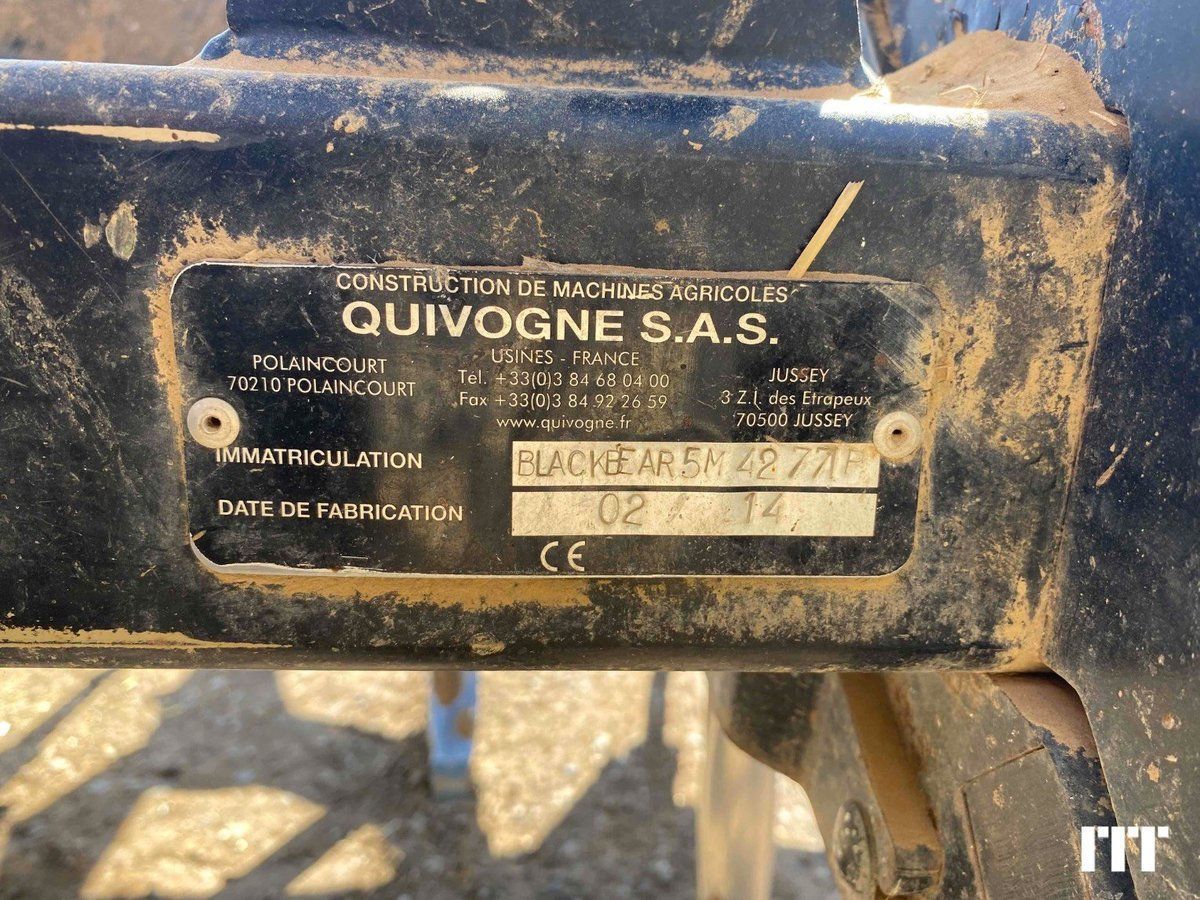 CONSTRUCTION DE MACHINES AGRICOLES
QUIVOGNE S.A.S.
USINES - FRANCE
POLAINCOURT
70210 POLAINCOURT
Tél. +33(0)3 84 68 04 00
Fax +33(0)3 84 92 26 59
www.quivogne.fr
JUSSEY
3 Z.I. des Etrapeux
70500 JUSSEY
IMMATRICULATION BLACKBEAR 5M 42
DATE DE FABRICATION 02 14
CE